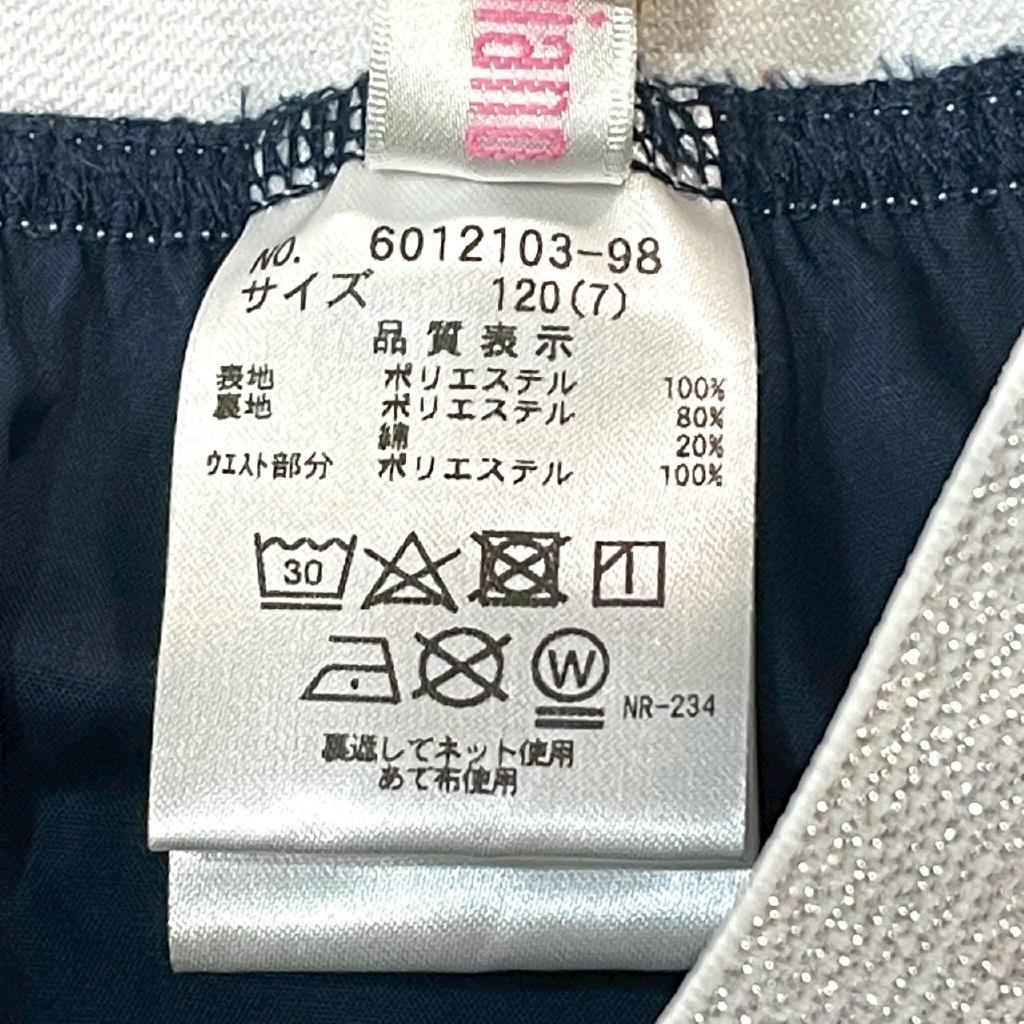 NO. 6012103-98
サイズ 120(7)
品質表示
表地 ポリエステル 100%
裏地 ポリエステル 80%
綿 20%
ウエスト部分 ポリエステル 100%
30
W
NR-234
裏返してネット使用
あて布使用